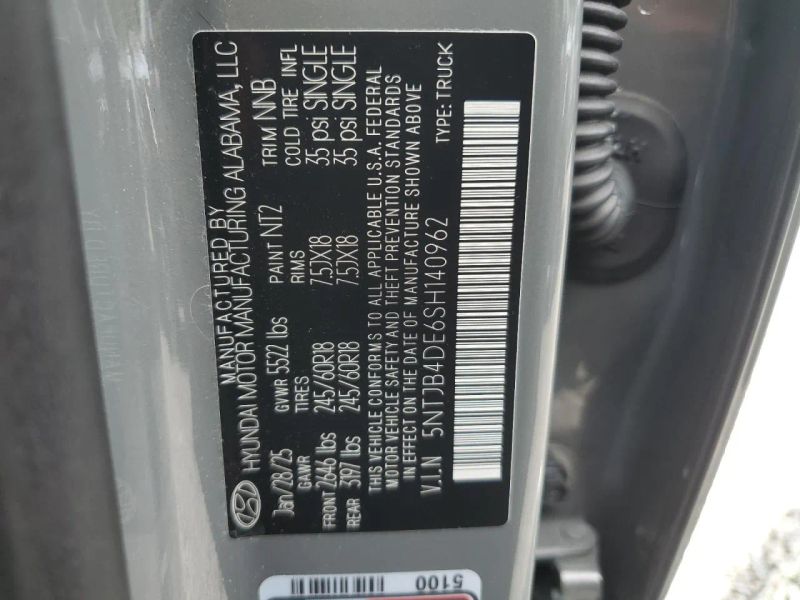 MANUFACTURED BY
HYUNDAI MOTOR MANUFACTURING ALABAMA, LLC
Jan/28/25 GVWR 5522 lbs PAINT NT2 TRIM NNB
GAWR TIRES RIMS COLD TIRE INFL
FRONT 2646 lbs 245/60R18 7.5JX18 35 psi SINGLE
REAR 3197 lbs 245/60R18 7.5JX18 35 psi SINGLE
THIS VEHICLE CONFORMS TO ALL APPLICABLE U.S.A. FEDERAL
MOTOR VEHICLE SAFETY AND THEFT PREVENTION STANDARDS
IN EFFECT ON THE DATE OF MANUFACTURE SHOWN ABOVE
V.I.N 5NTJB4DE6SH140962 TYPE: TRUCK
5100